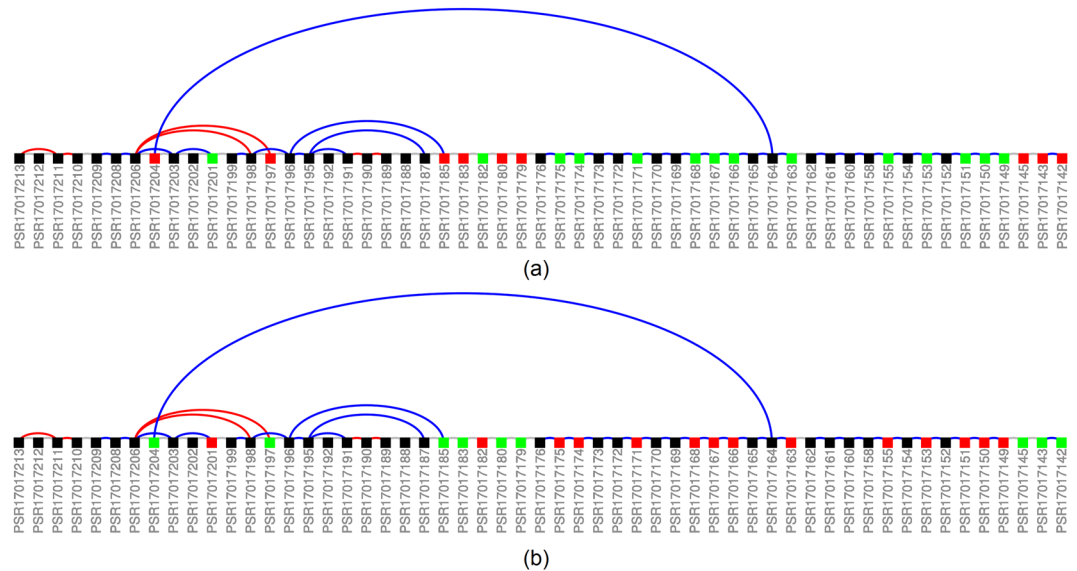 PSR17017213
PSR17017212
PSR17017211
PSR17017210
PSR17017209
PSR17017208
PSR17017206
PSR17017204
PSR17017203
PSR17017202
PSR17017201
PSR17017199
PSR17017198
PSR17017197
PSR17017196
PSR17017195
PSR17017192
PSR17017191
PSR17017190
PSR17017189
PSR17017188
PSR17017187
PSR17017185
PSR17017183
PSR17017182
PSR17017180
PSR17017179
PSR17017176
PSR17017175
PSR17017174
PSR17017173
PSR17017172
PSR17017171
PSR17017170
PSR17017169
PSR17017168
PSR17017167
PSR17017166
PSR17017165
PSR17017164
PSR17017163
PSR17017162
PSR17017161
PSR17017160
PSR17017158
PSR17017155
PSR17017154
PSR17017153
PSR17017152
PSR17017151
PSR17017150
PSR17017149
PSR17017145
PSR17017143
PSR17017142
(a)
PSR17017213
PSR17017212
PSR17017211
PSR17017210
PSR17017209
PSR17017208
PSR17017206
PSR17017204
PSR17017203
PSR17017202
PSR17017201
PSR17017199
PSR17017198
PSR17017197
PSR17017196
PSR17017195
PSR17017192
PSR17017191
PSR17017190
PSR17017189
PSR17017188
PSR17017187
PSR17017185
PSR17017183
PSR17017182
PSR17017180
PSR17017179
PSR17017176
PSR17017175
PSR17017174
PSR17017173
PSR17017172
PSR17017171
PSR17017170
PSR17017169
PSR17017168
PSR17017167
PSR17017166
PSR17017165
PSR17017164
PSR17017163
PSR17017162
PSR17017161
PSR17017160
PSR17017158
PSR17017155
PSR17017154
PSR17017153
PSR17017152
PSR17017151
PSR17017150
PSR17017149
PSR17017145
PSR17017143
PSR17017142
(b)